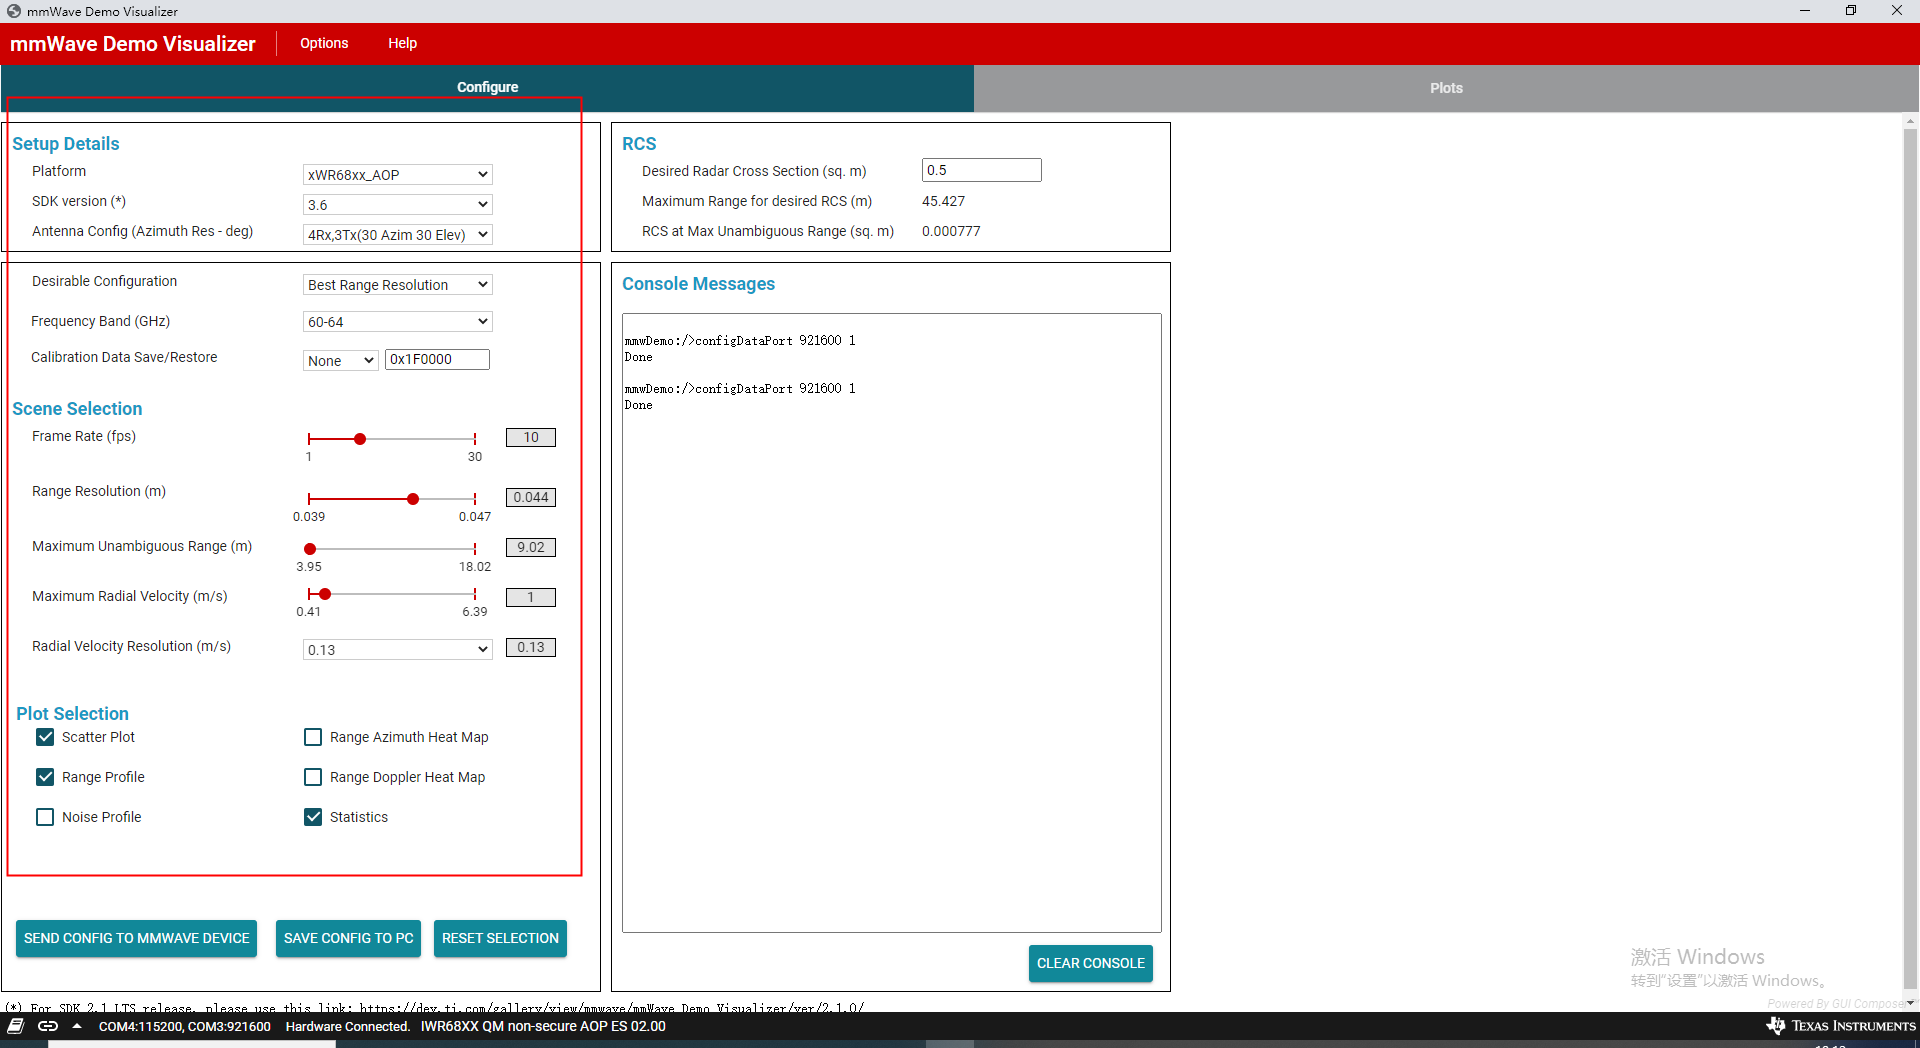 mmWave Demo Visualizer
mmWave Demo Visualizer
Options
Help
Configure
Plots
Setup Details
Platform
xWR68xx_AOP
SDK version (*)
3.6
Antenna Config (Azimuth Res - deg)
4Rx,3Tx(30 Azim 30 Elev)
Desirable Configuration
Best Range Resolution
Frequency Band (GHz)
60-64
Calibration Data Save/Restore
None
0x1F0000
Scene Selection
Frame Rate (fps)
10
1
30
Range Resolution (m)
0.044
0.039
0.047
Maximum Unambiguous Range (m)
9.02
3.95
18.02
Maximum Radial Velocity (m/s)
1
0.41
6.39
Radial Velocity Resolution (m/s)
0.13
0.13
Plot Selection
Scatter Plot
Range Azimuth Heat Map
Range Profile
Range Doppler Heat Map
Noise Profile
Statistics
SEND CONFIG TO MMWAVE DEVICE
SAVE CONFIG TO PC
RESET SELECTION
RCS
Desired Radar Cross Section (sq. m)
0.5
Maximum Range for desired RCS (m)
45.427
RCS at Max Unambiguous Range (sq. m)
0.000777
Console Messages
mmwDemo:/>configDataPort 921600 1
Done
mmwDemo:/>configDataPort 921600 1
Done
CLEAR CONSOLE
激活 Windows
转到“设置”以激活 Windows。
Powered By GUI Composer
(*) For SDK 2.1 LTS release, please use this link: https://dev.ti.com/gallery/view/mmwave/mmWave_Demo_Visualizer/ver/2.1.0/
COM4:115200, COM3:921600
Hardware Connected.
IWR68XX QM non-secure AOP ES 02.00
TEXAS INSTRUMENTS